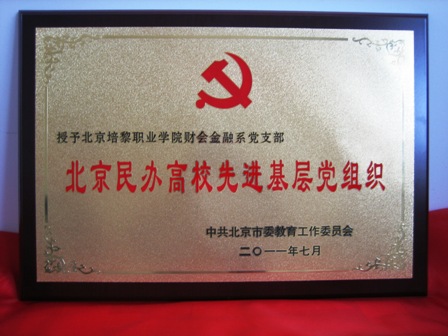 授予北京培黎职业学院财会金融系党支部
北京民办高校先进基层党组织
中共北京市委教育工作委员会
二〇一一年七月